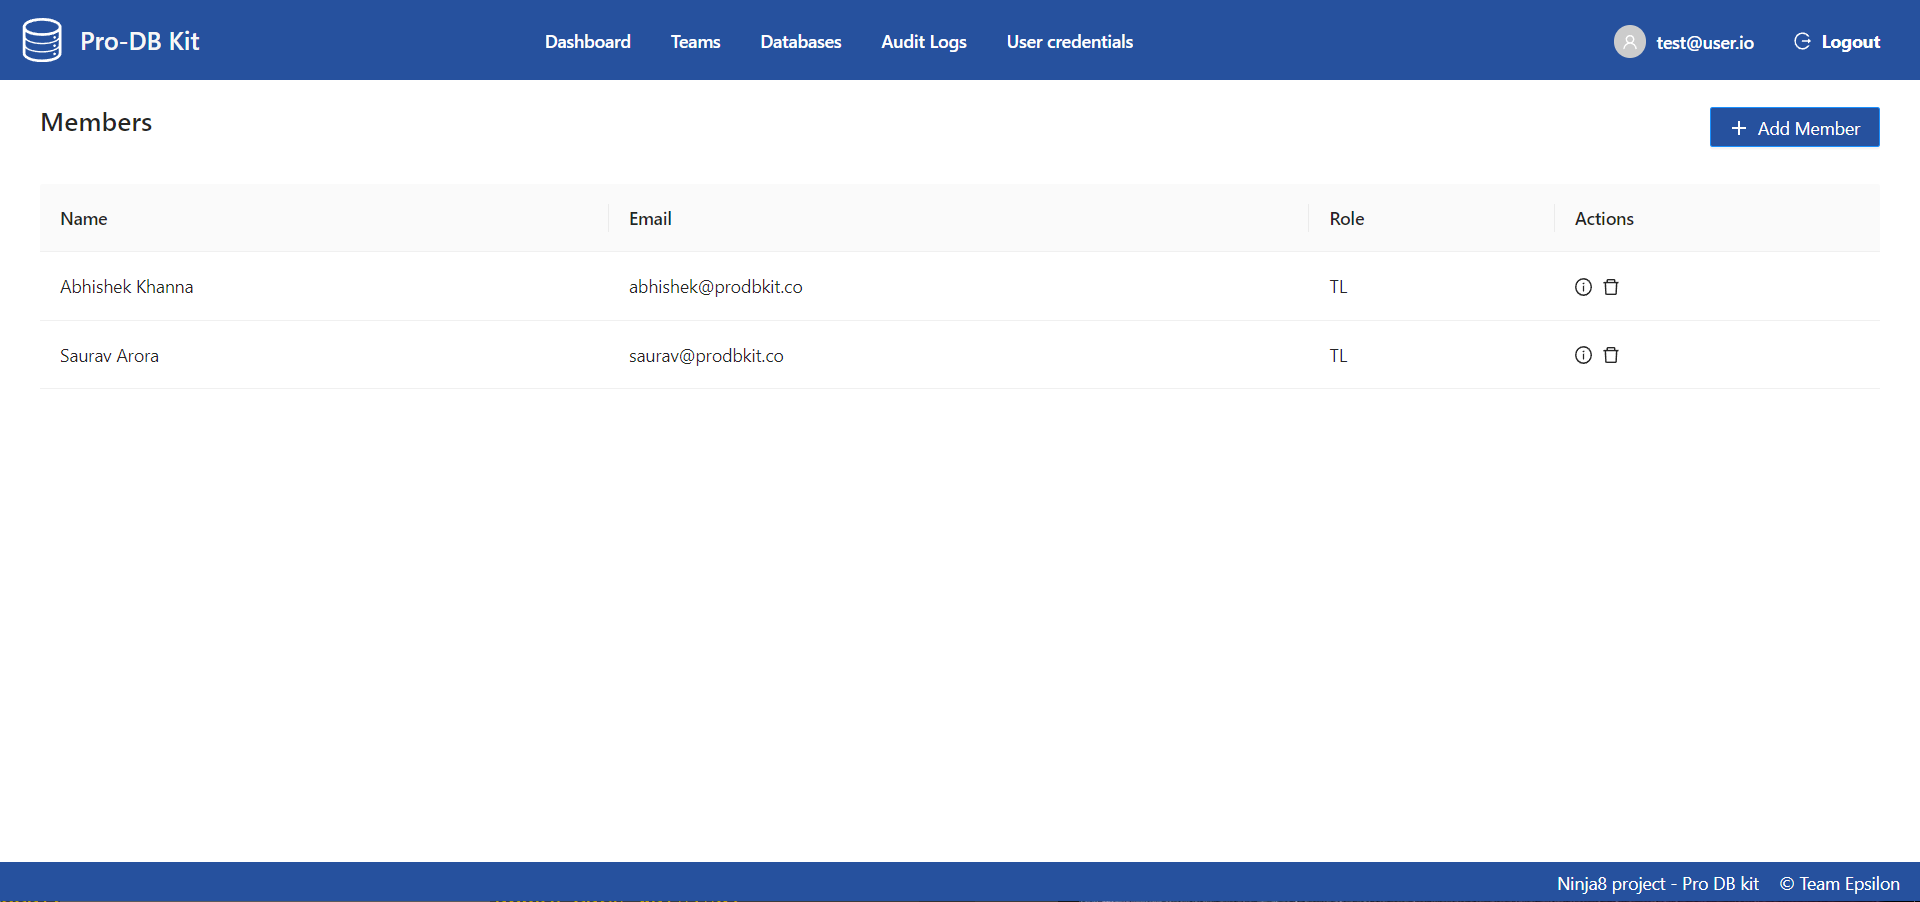 Pro-DB Kit Dashboard Teams Databases Audit Logs User credentials test@user.io Logout
Members
Add Member
Name Email Role Actions
Abhishek Khanna abhishek@prodbkit.co TL
Saurav Arora saurav@prodbkit.co TL
Ninja8 project - Pro DB kit © Team Epsilon